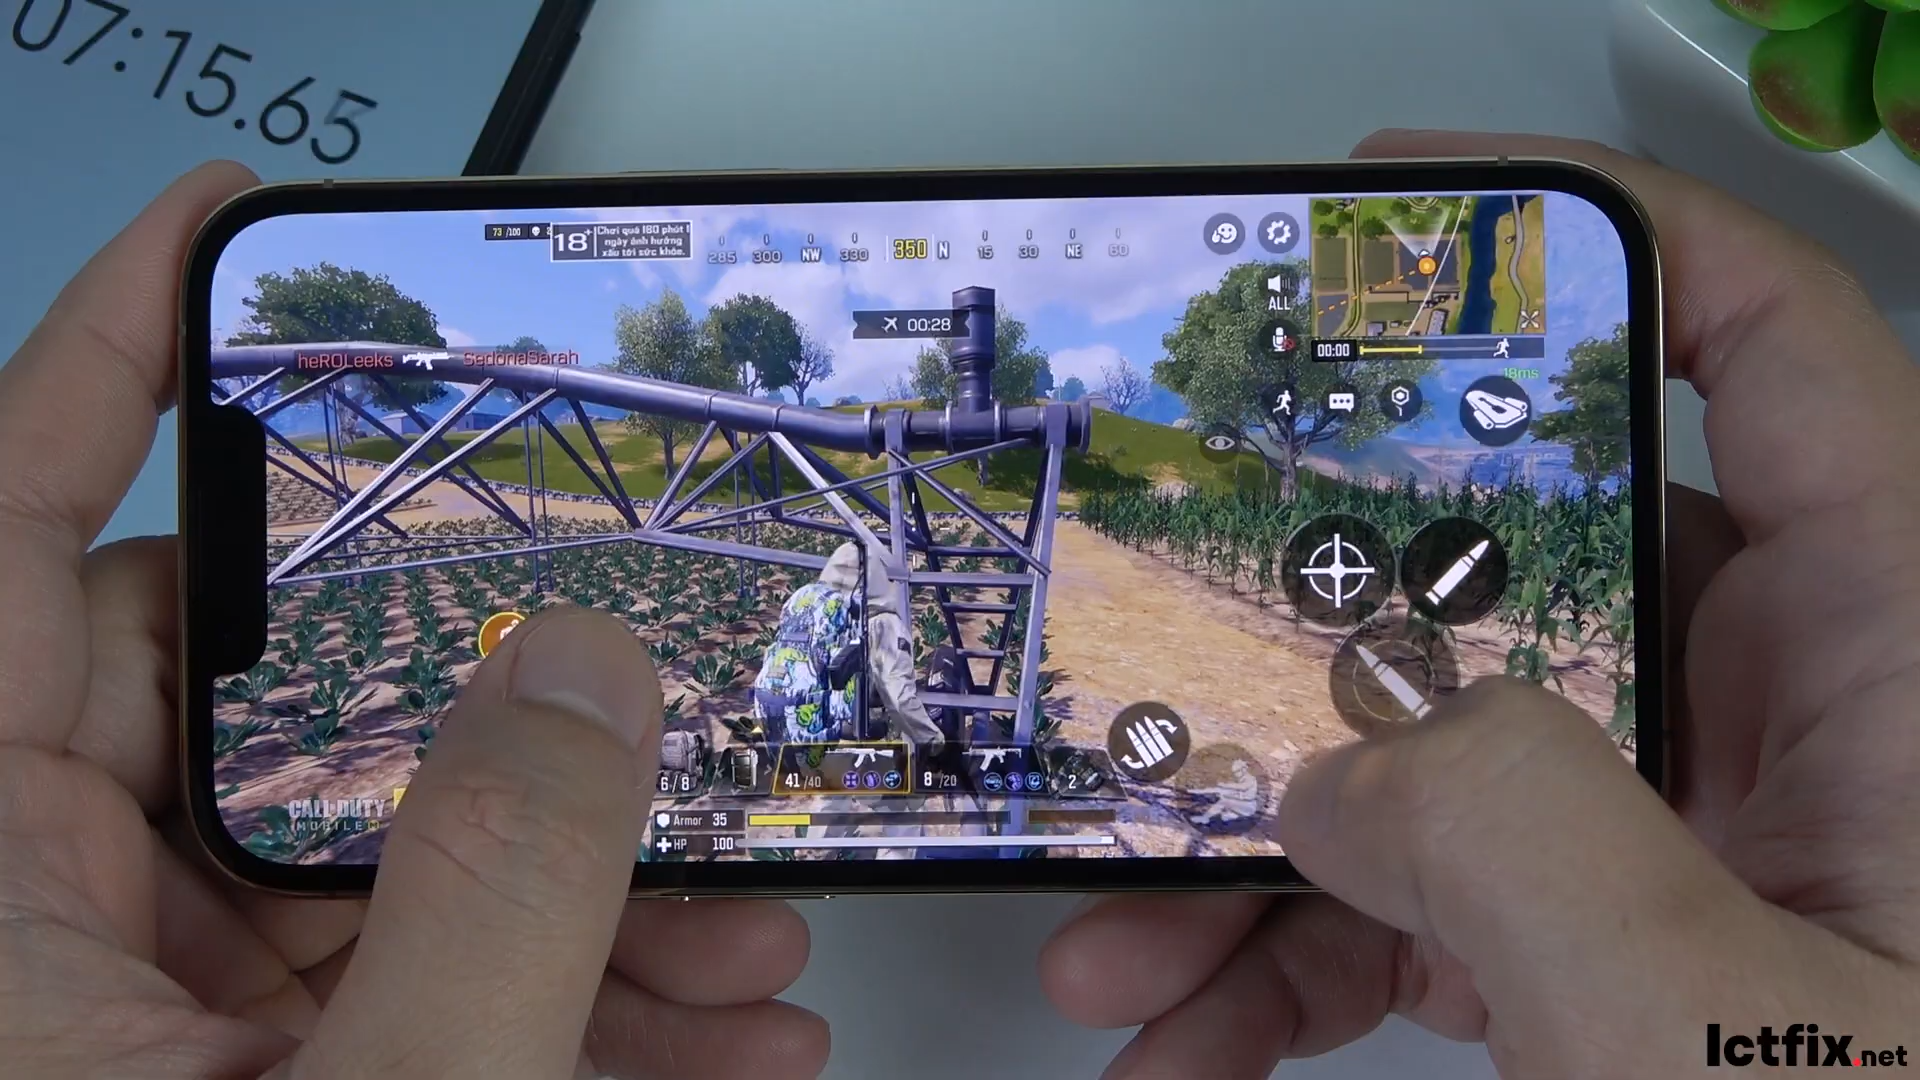 07:15.65
73 /100
18+
Chơi quá 180 phút 1
ngày ảnh hưởng
xấu tới sức khỏe.
285 300 NW 330 350 N 15 30 NE 60
ALL
00:28
00:00
18ms
heROLeeks SedonaSarah
6/8
41 /40
8 /20
2
CALL OF DUTY
MOBILE
Armor 35
HP 100
Ictfix.net